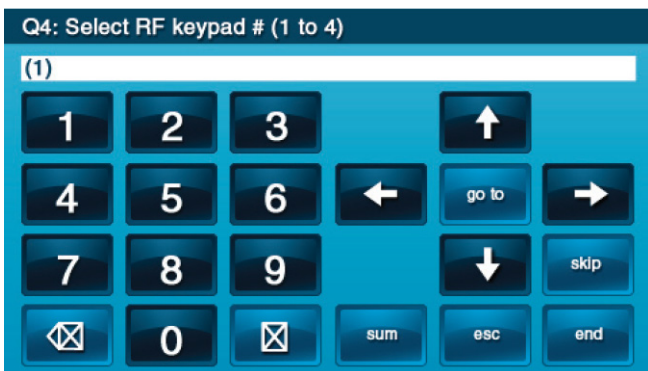 Q4: Select RF keypad # (1 to 4)
(1)
1 2 3
4 5 6 go to
7 8 9 skip
0 sum esc end